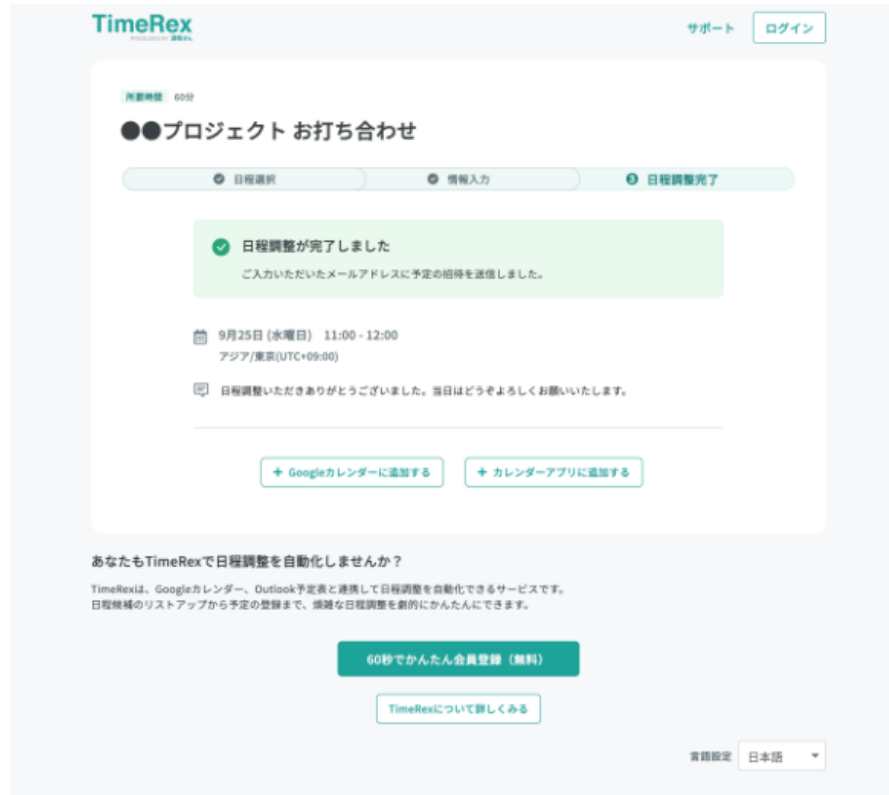 TimeRex
PRODUCED BY 調整さん
サポート
ログイン
所要時間 60分
●●プロジェクト お打ち合わせ
日程選択
情報入力
3 日程調整完了
日程調整が完了しました
ご入力いただいたメールアドレスに予定の招待を送信しました。
9月25日 (水曜日) 11:00 - 12:00
アジア/東京(UTC+09:00)
日程調整いただきありがとうございました。当日はどうぞよろしくお願いいたします。
+ Googleカレンダーに追加する
+ カレンダーアプリに追加する
あなたもTimeRexで日程調整を自動化しませんか？
TimeRexは、Googleカレンダー、Outlook予定表と連携して日程調整を自動化できるサービスです。
日程候補のリストアップから予定の登録まで、煩雑な日程調整を劇的にかんたんにできます。
60秒でかんたん会員登録（無料）
TimeRexについて詳しくみる
言語設定 日本語